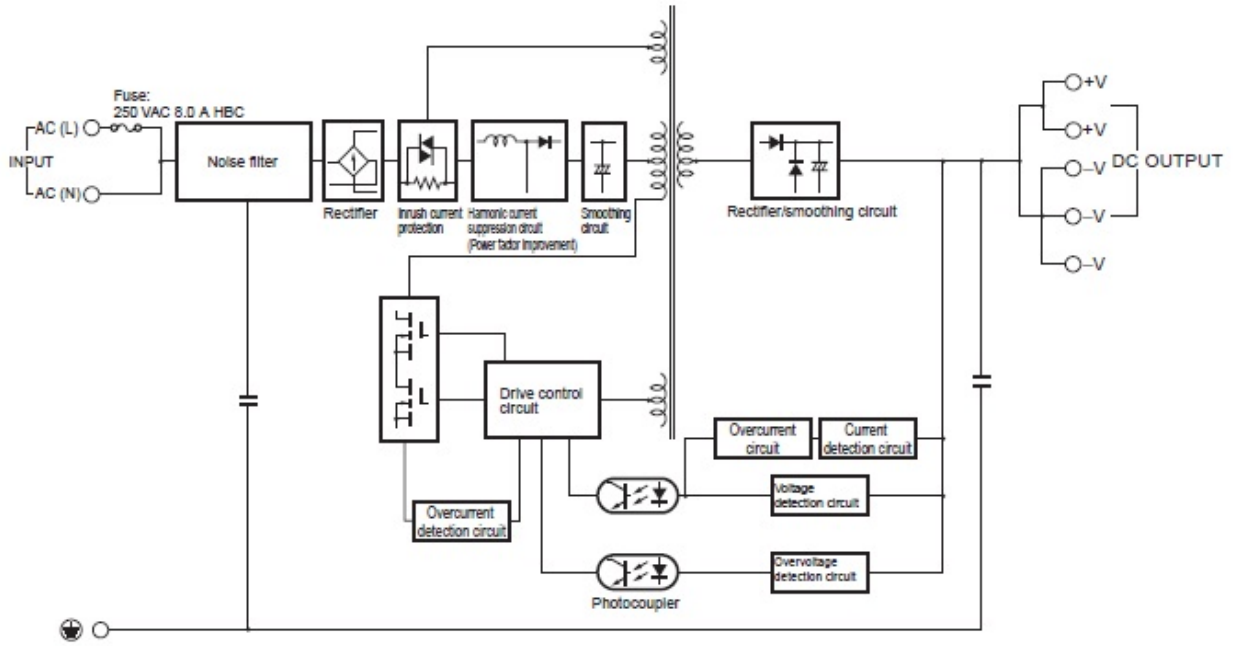 Fuse:
250 VAC 8.0 A HBC
AC (L)
INPUT
AC (N)
Noise filter
Rectifier
Inrush current
protection
Harmonic current
suppression circuit
(Power factor improvement)
Smoothing
circuit
Rectifier/smoothing circuit
+V
+V
–V
DC OUTPUT
–V
–V
Drive control
circuit
Overcurrent
circuit
Current
detection circuit
Voltage
detection circuit
Overcurrent
detection circuit
Overvoltage
detection circuit
Photocoupler